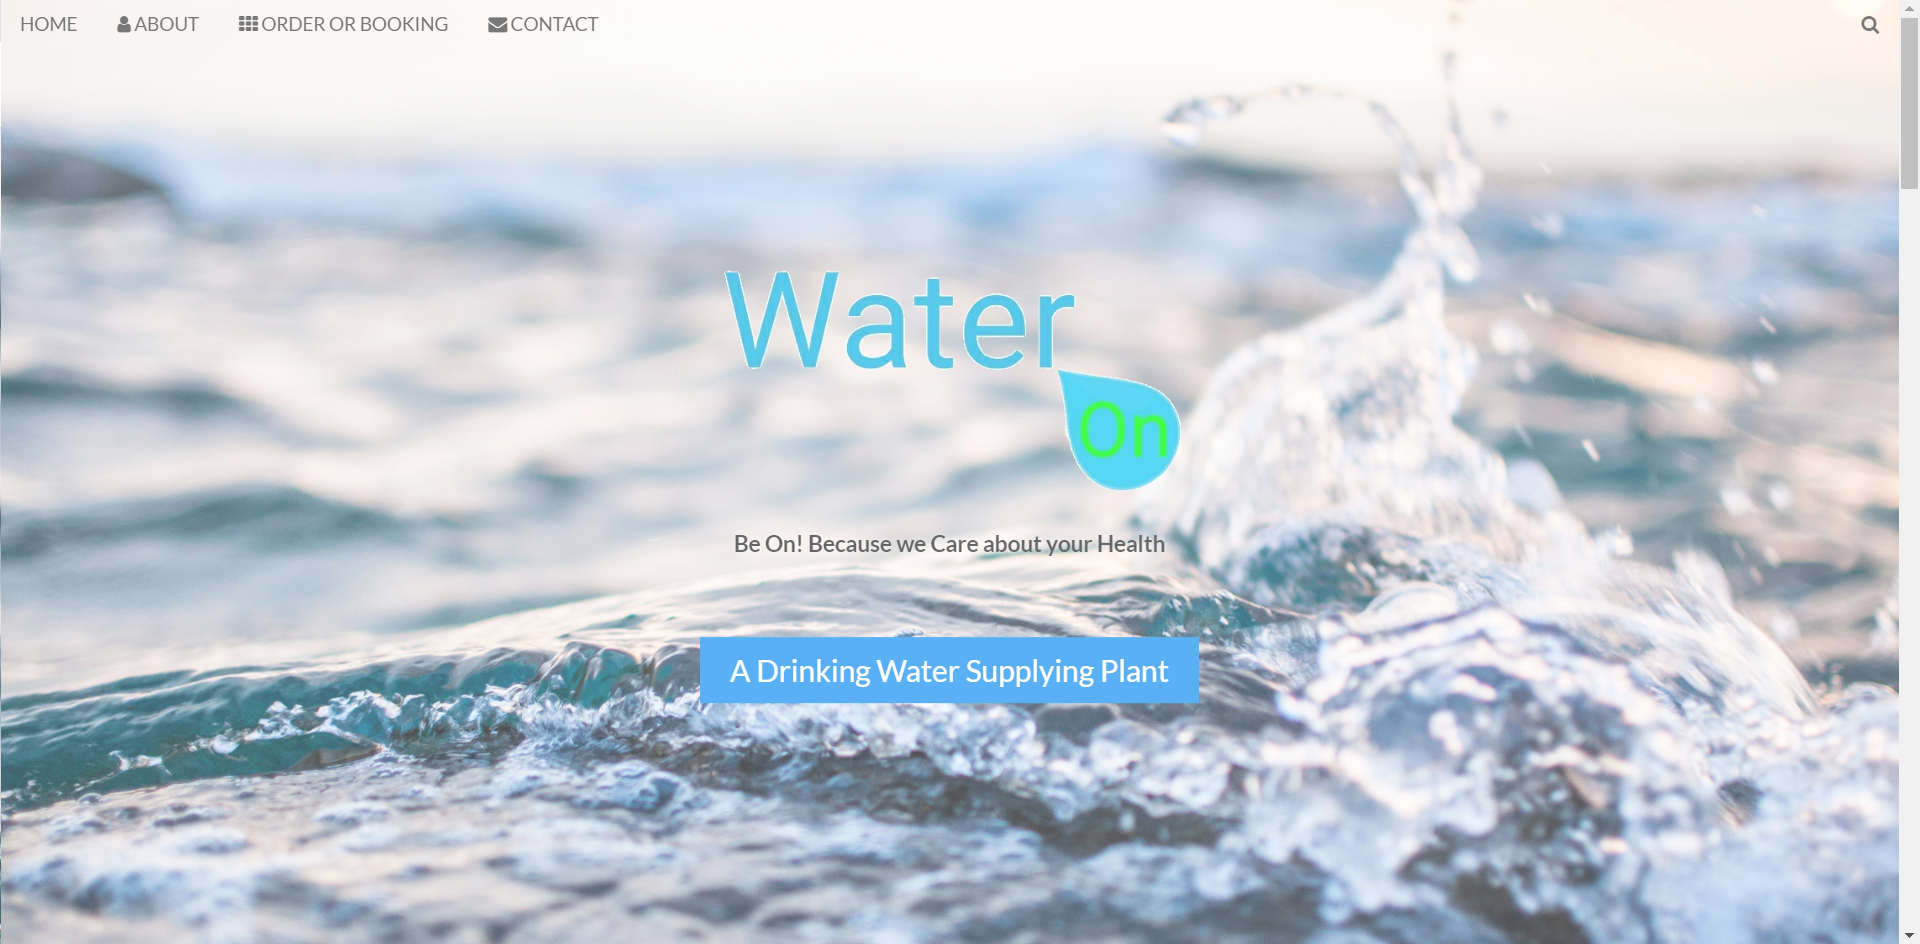 HOME ABOUT ORDER OR BOOKING CONTACT
Water
On
Be On! Because we Care about your Health
A Drinking Water Supplying Plant